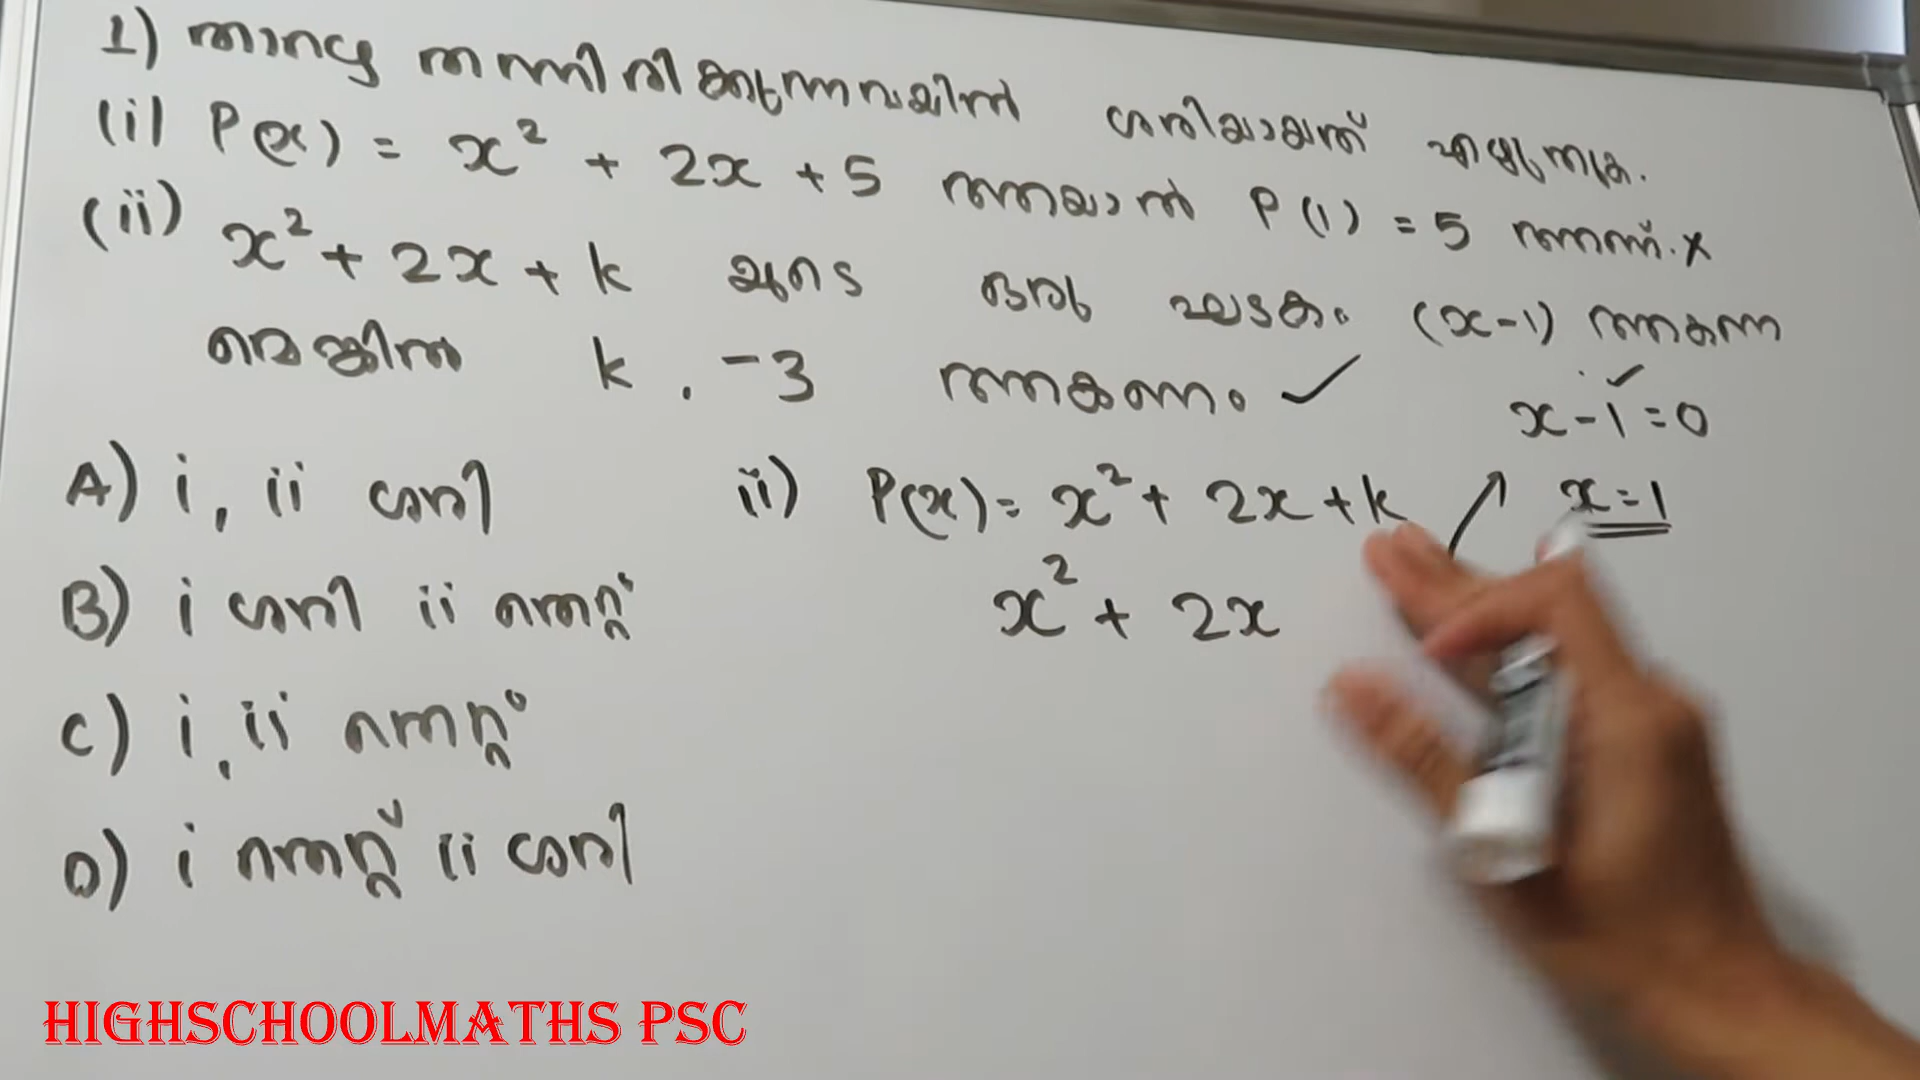 1) താഴെ തന്നിരിക്കുന്നവയിൽ ശരിയായത് എഴുതുക.
(i) P(x) = x² + 2x + 5 ആയാൽ P(1) = 5 ആണ്. x
(ii) x² + 2x + k യുടെ ഒരു ഘടകം (x-1) ആകണ
മെങ്കിൽ k , -3 ആകണം ✓
x-1=0
x=1
A) i, ii ശരി
B) i ശരി ii തെറ്റ്
C) i, ii തെറ്റ്
D) i തെറ്റ് ii ശരി
ii) P(x) = x² + 2x + k
x² + 2x
HIGHSCHOOLMATHS PSC